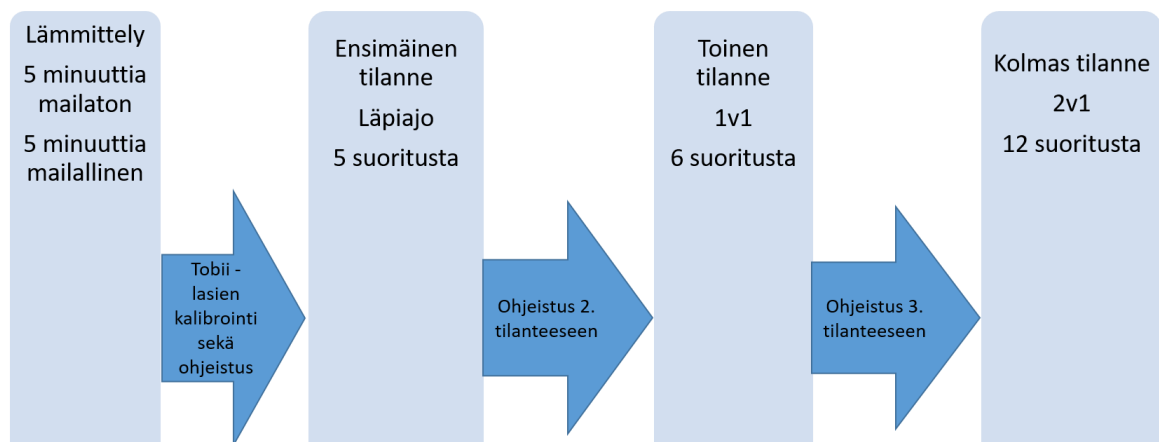 Lämmittely
5 minuuttia
mailaton
5 minuuttia
mailallinen
Tobii -
lasien
kalibrointi
sekä
ohjeistus
Ensimäinen
tilanne
Läpiajo
5 suoritusta
Ohjeistus 2.
tilanteeseen
Toinen
tilanne
1v1
6 suoritusta
Ohjeistus 3.
tilanteeseen
Kolmas tilanne
2v1
12 suoritusta